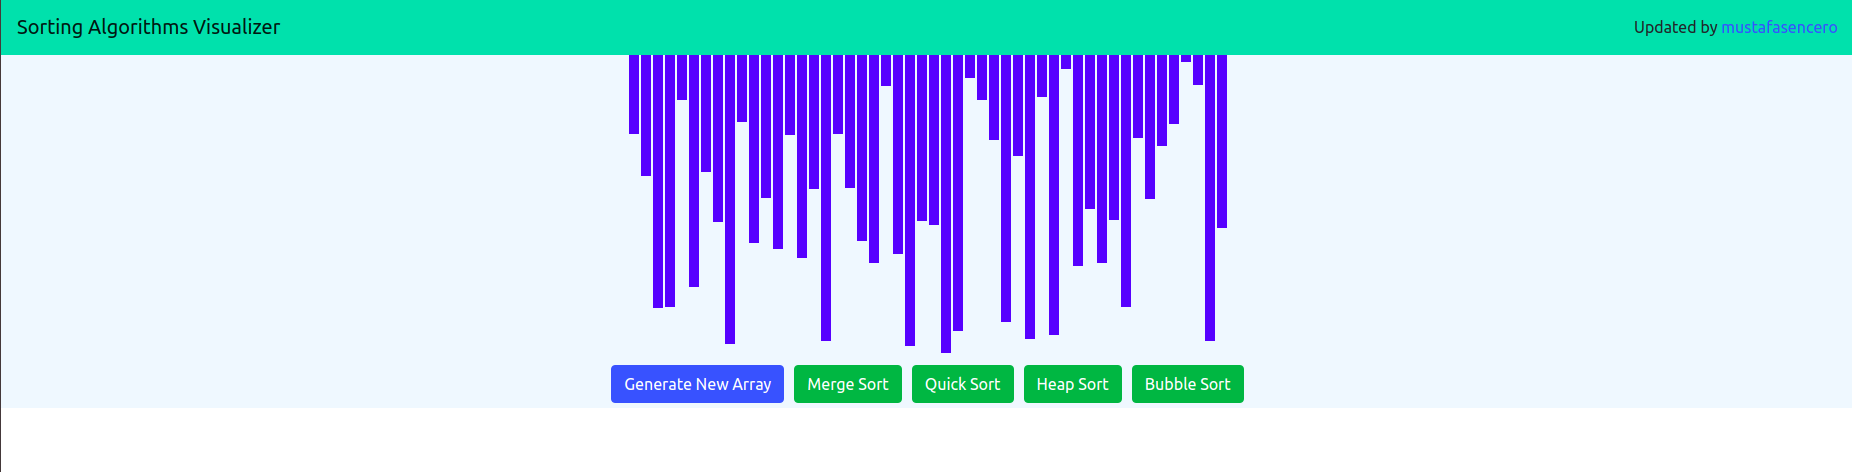 Sorting Algorithms Visualizer
Updated by mustafasencero
Generate New Array
Merge Sort
Quick Sort
Heap Sort
Bubble Sort